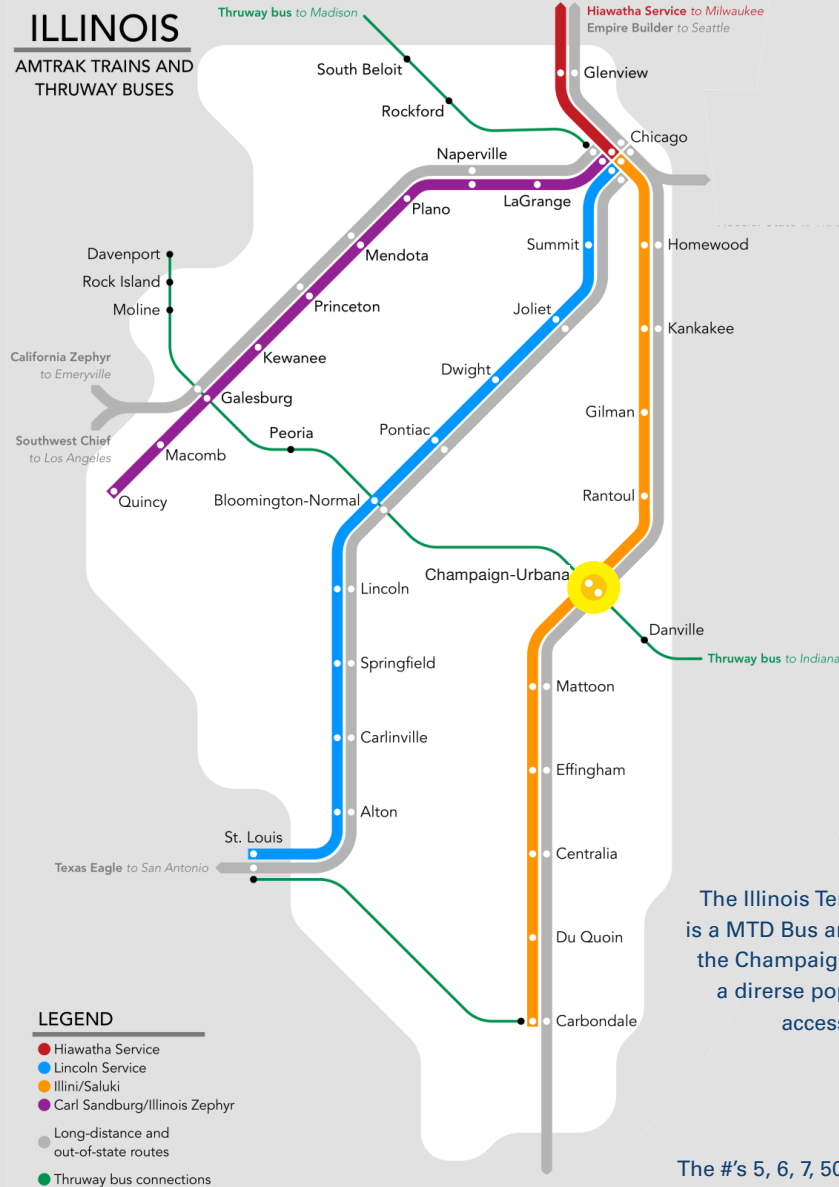 ILLINOIS
AMTRAK TRAINS AND
THRUWAY BUSES
Thruway bus to Madison
Hiawatha Service to Milwaukee
Empire Builder to Seattle
South Beloit
Glenview
Rockford
Chicago
Naperville
LaGrange
Plano
Summit
Homewood
Davenport
Mendota
Rock Island
Princeton
Moline
Joliet
Kankakee
California Zephyr
to Emeryville
Kewanee
Dwight
Galesburg
Gilman
Southwest Chief
to Los Angeles
Peoria
Pontiac
Macomb
Quincy
Bloomington-Normal
Rantoul
Champaign-Urbana
Lincoln
Danville
Thruway bus to Indiana
Springfield
Mattoon
Carlinville
Effingham
Alton
St. Louis
Texas Eagle to San Antonio
Centralia
Du Quoin
Carbondale
The Illinois Te
is a MTD Bus a
the Champaig
a direrse po
access
LEGEND
Hiawatha Service
Lincoln Service
Illini/Saluki
Carl Sandburg/Illinois Zephyr
Long-distance and
out-of-state routes
Thruway bus connections
The #'s 5, 6, 7, 50